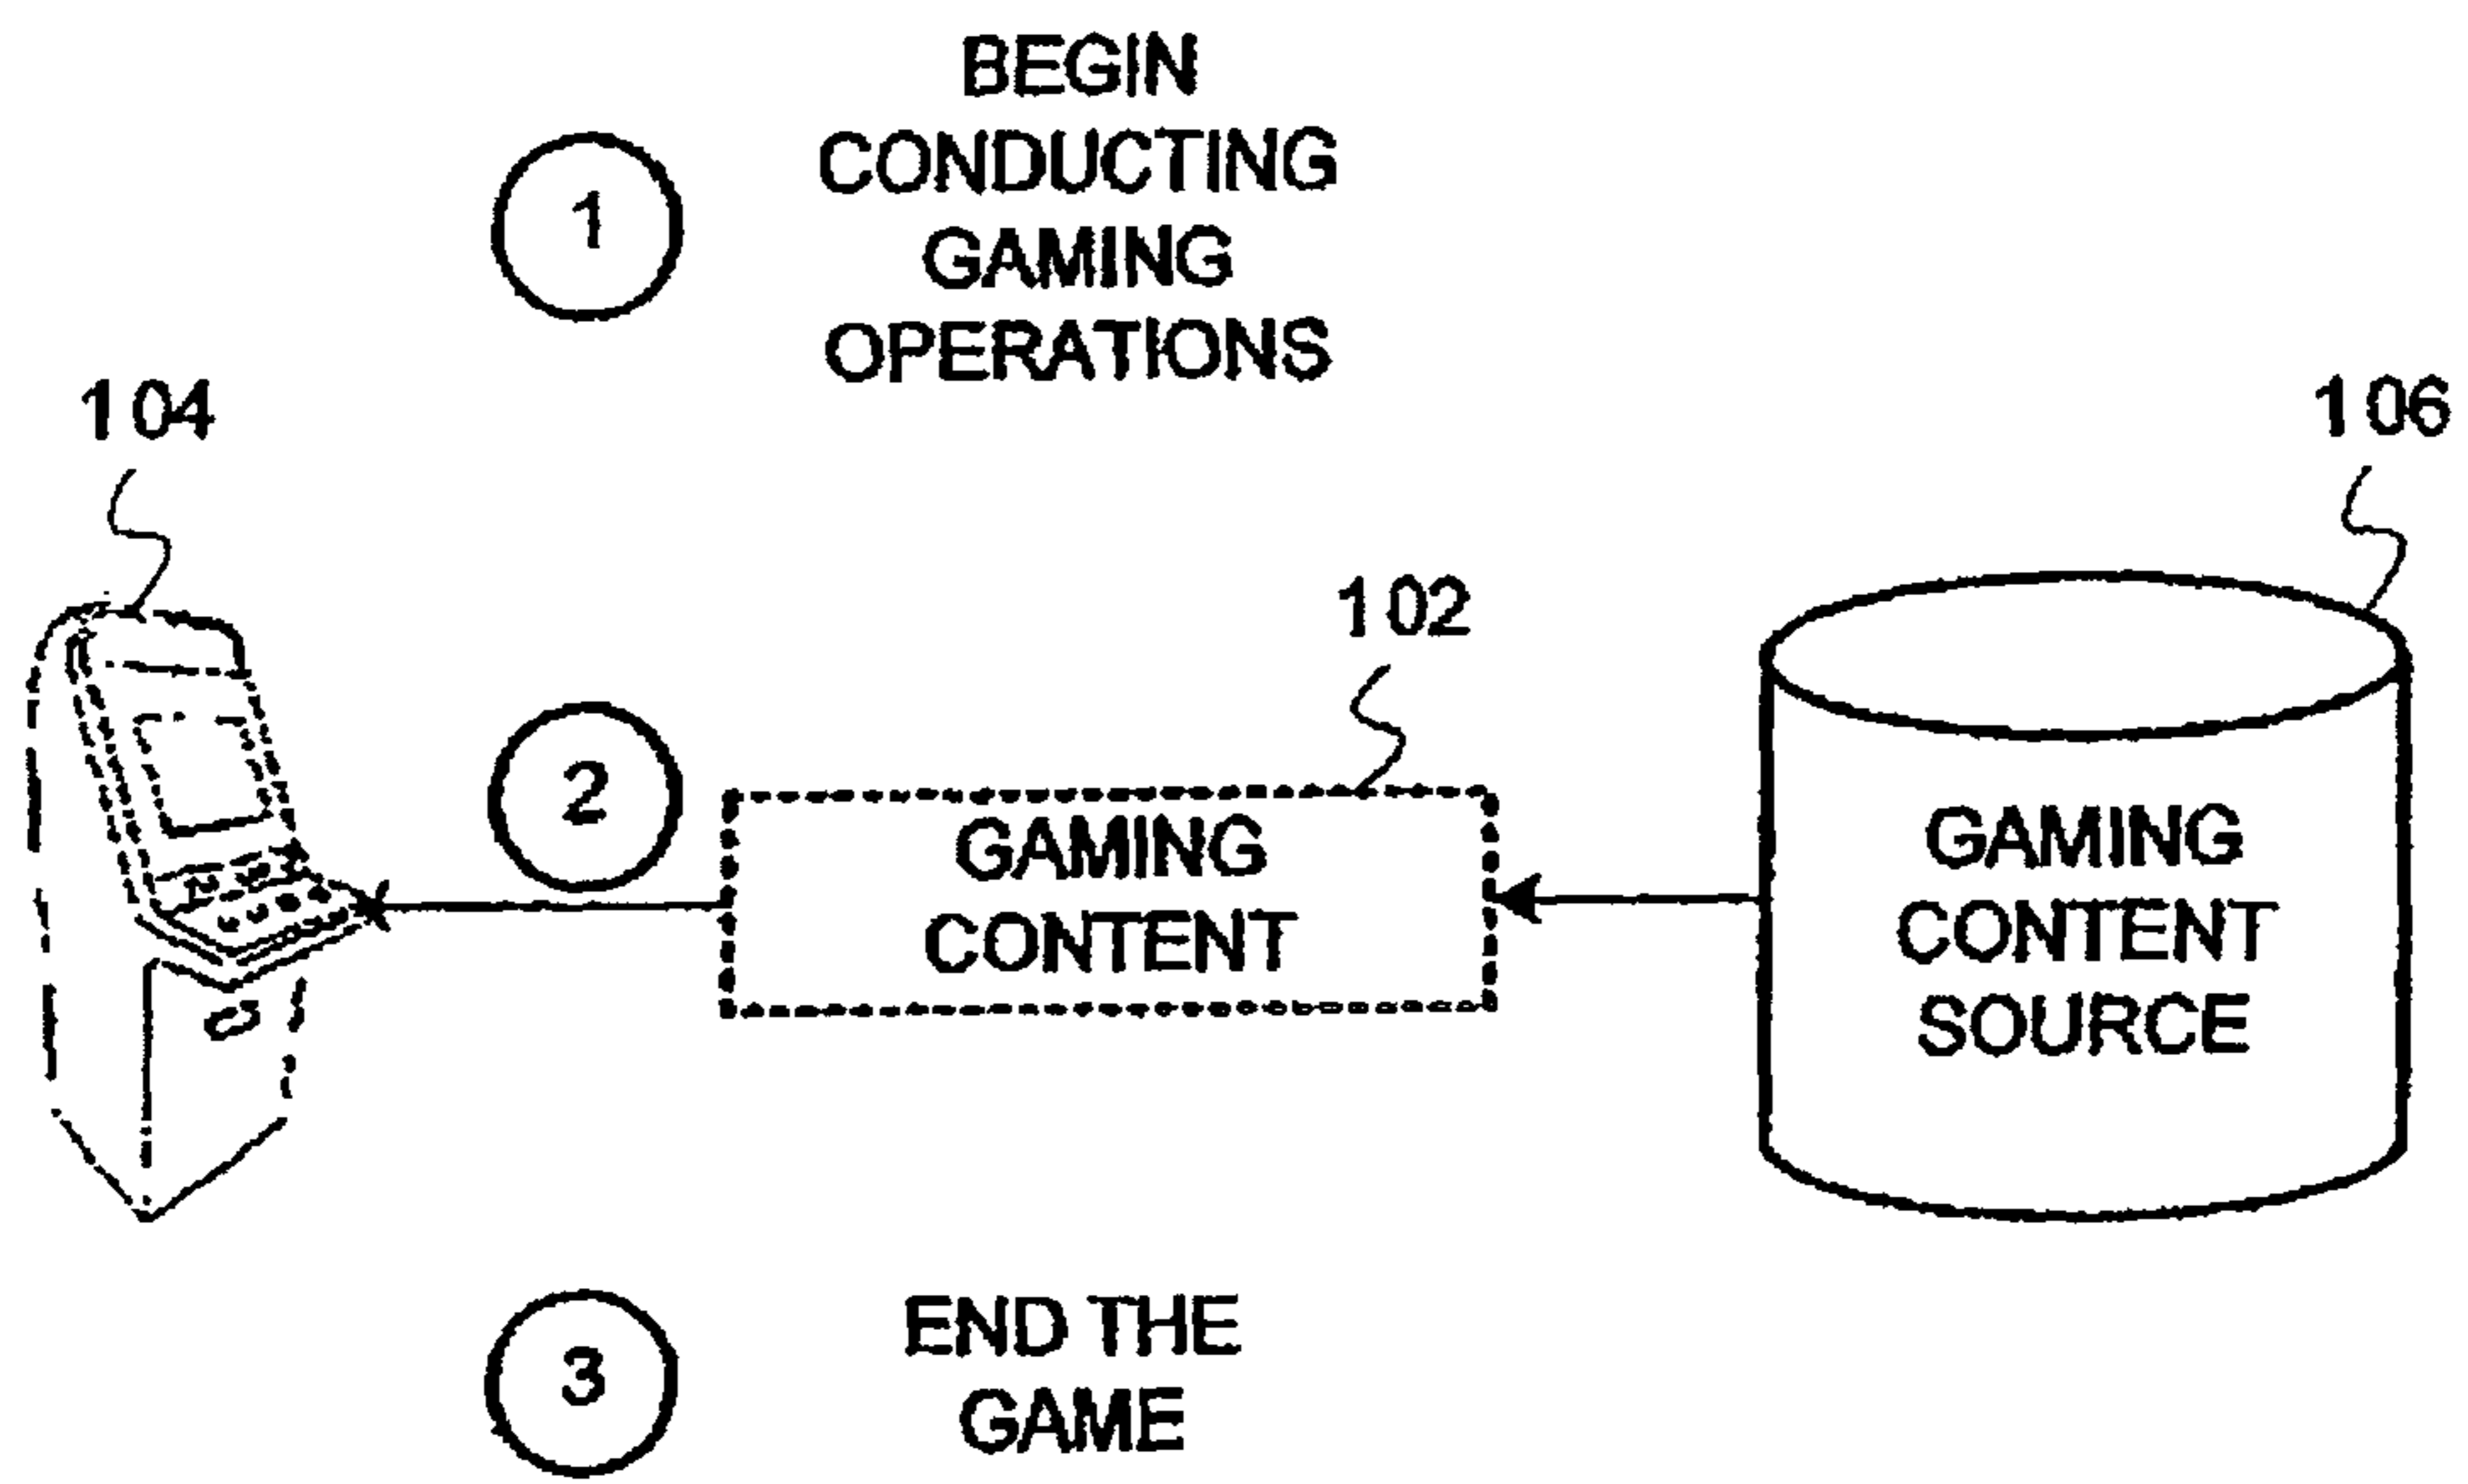 BEGIN
CONDUCTING
GAMING
OPERATIONS
1
104
106
102
2
GAMING
CONTENT
GAMING
CONTENT
SOURCE
3
END THE
GAME